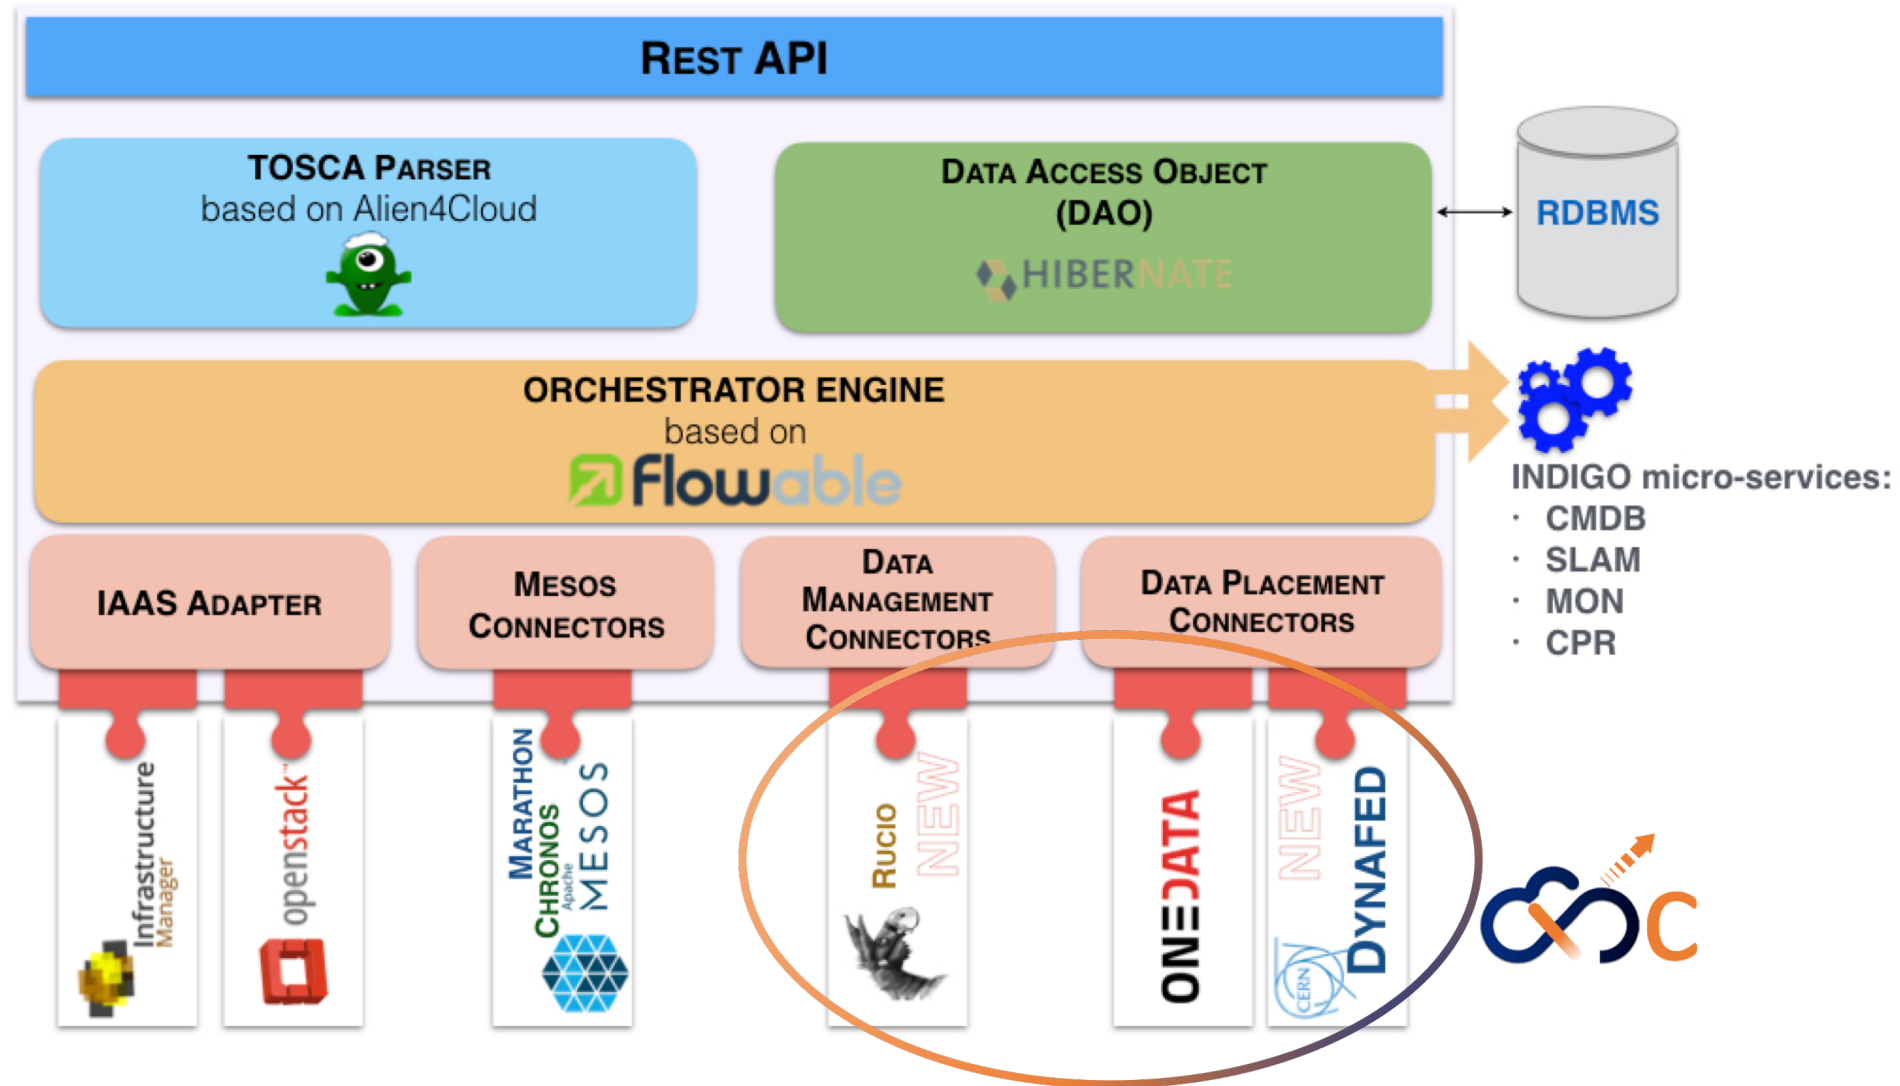 REST API
TOSCA PARSER
based on Alien4Cloud
DATA ACCESS OBJECT
(DAO)
HIBERNATE
RDBMS
ORCHESTRATOR ENGINE
based on
flowable
INDIGO micro-services:
· CMDB
· SLAM
· MON
· CPR
IAAS ADAPTER
MESOS
CONNECTORS
DATA
MANAGEMENT
CONNECTORS
DATA PLACEMENT
CONNECTORS
Infrastructure
Manager
openstack™
MARATHON
CHRONOS
Apache
MESOS
RUCIO
NEW
ONEDATA
NEW
DYNAFED
CERN
C